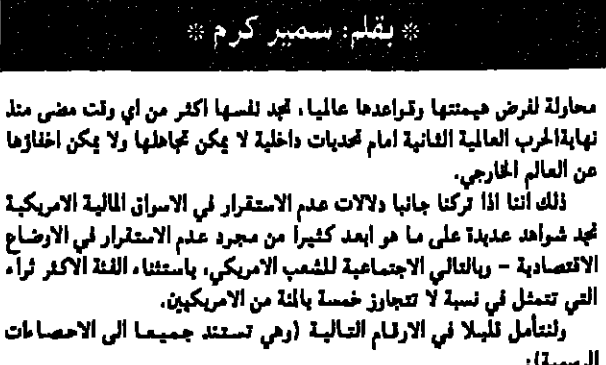 ※ بقلم: سمير كرم ※
محاولة لفرض هيمنتها وقواعدها عالميا، تجد نفسها اكثر من اي وقت مضى منذ
نهايةالحرب العالمية الثانية امام تحديات داخلية لا يمكن تجاهلها ولا يمكن اخفاؤها
عن العالم الخارجي.
ذلك اننا اذا تركنا جانبا دلالات عدم الاستقرار في الاسواق المالية الامريكية
نجد شواهد عديدة على ما هو ابعد كثيرا من مجرد عدم الاستقرار في الاوضاع
الاقتصادية – وبالتالي الاجتماعية للشعب الامريكي، باستثناء الفئة الاكثر ثراء
التي تتمثل في نسبة لا تتجاوز خمسة بالمئة من الامريكيين.
ولنتأمل قليلا في الارقام التالية (وهي تستند جميعا الى الاحصاءات
الرسمية):